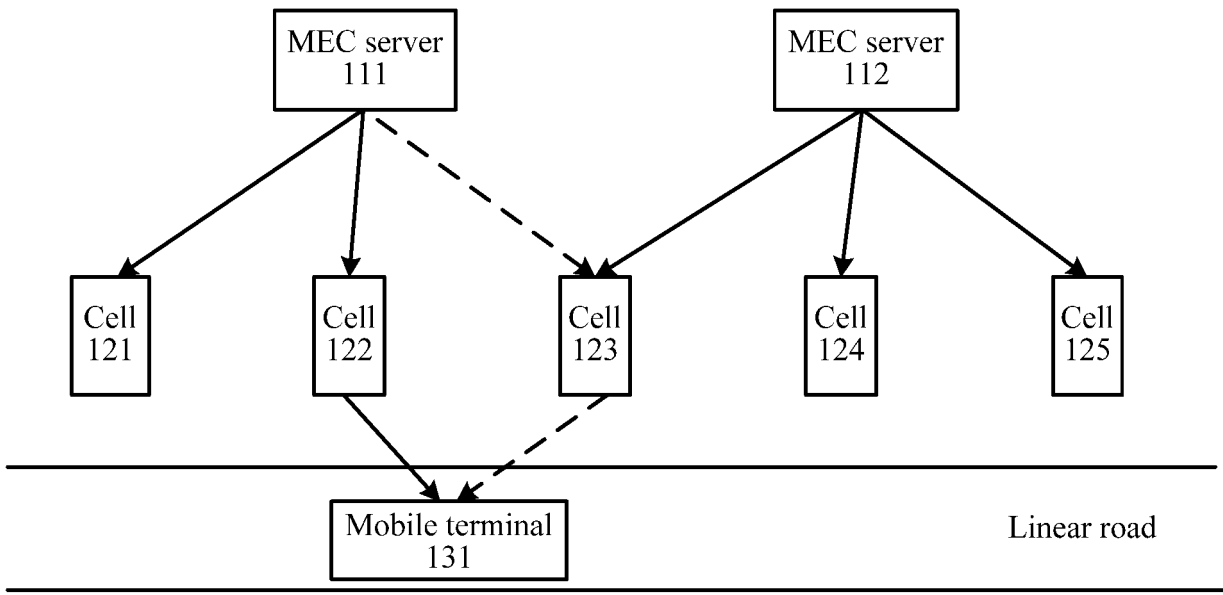 MEC server
111
MEC server
112
Cell
121
Cell
122
Cell
123
Cell
124
Cell
125
Mobile terminal
131
Linear road